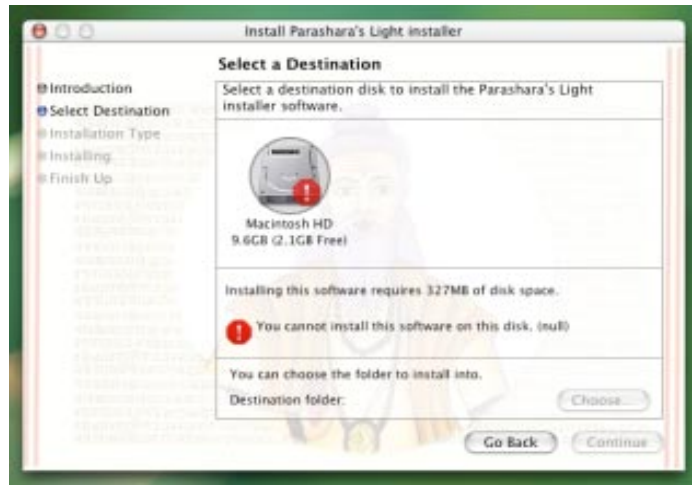 Install Parashara's Light installer
Select a Destination
Introduction
Select Destination
Installation Type
Installing
Finish Up
Select a destination disk to install the Parashara's Light
installer software.
Macintosh HD
9.6GB (2.1GB Free)
Installing this software requires 327MB of disk space.
You cannot install this software on this disk. (null)
You can choose the folder to install into.
Destination folder:
Choose...
Go Back
Continue